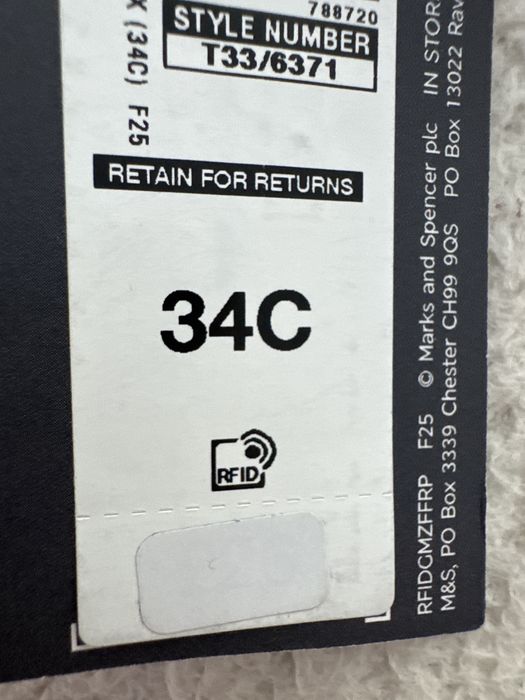 788720
STYLE NUMBER
T33/6371
X (34C) F25
RETAIN FOR RETURNS
34C
RFID
RFIDGMZFFRP F25 © Marks and Spencer plc IN STOR
M&S, PO Box 3339 Chester CH99 9QS PO Box 13022 Rav